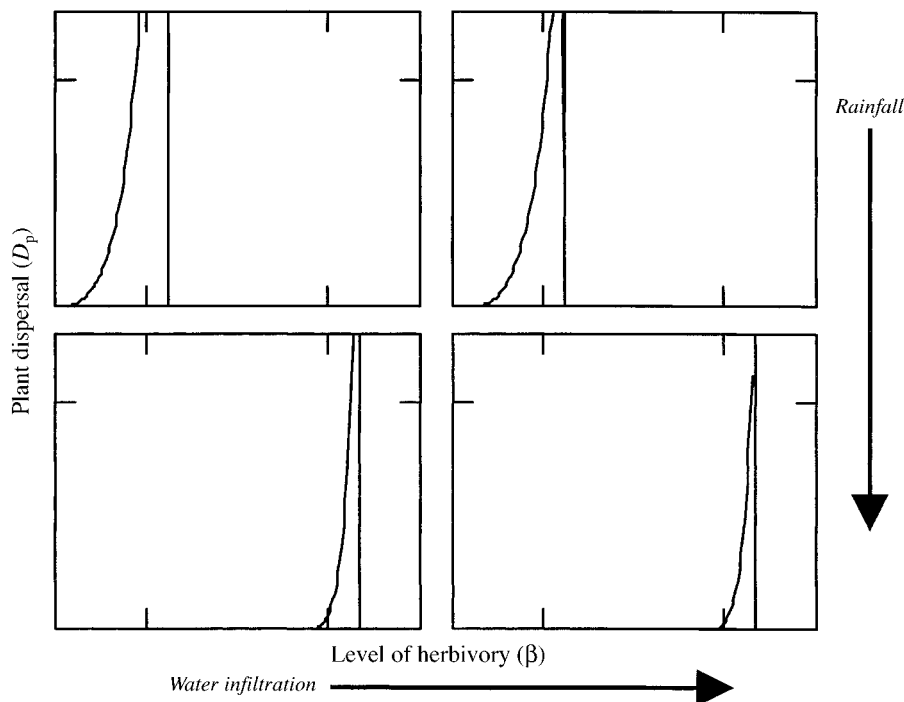 Rainfall
Plant dispersal (Dₚ)
Level of herbivory (β)
Water infiltration